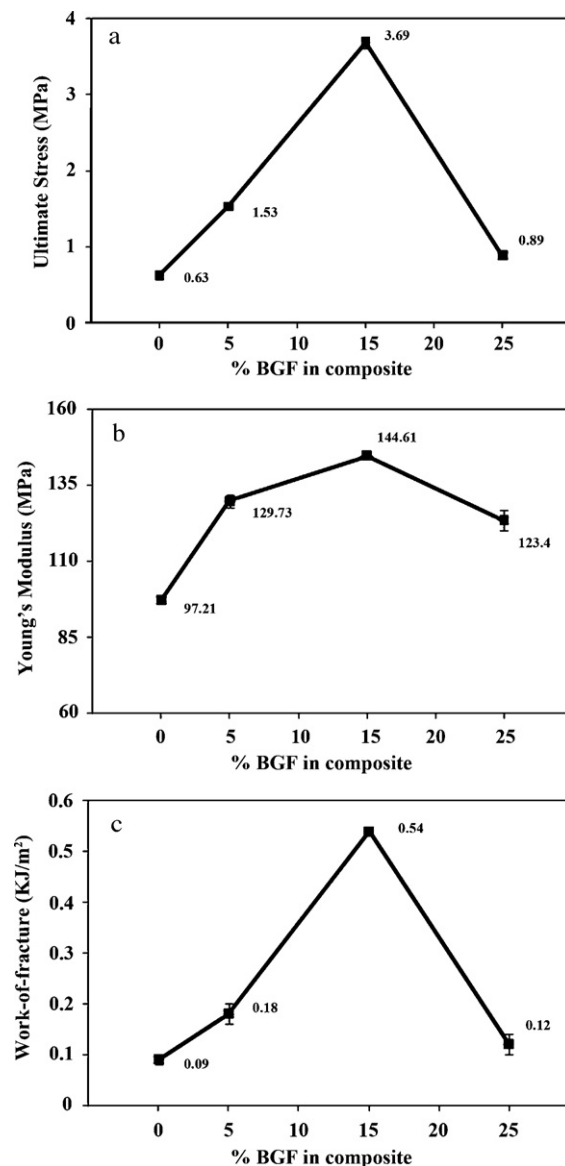 a
Ultimate Stress (MPa)
4
3
2
1
0
3.69
1.53
0.63
0.89
0 5 10 15 20 25
% BGF in composite
b
Young's Modulus (MPa)
160
135
110
85
60
144.61
129.73
123.4
97.21
0 5 10 15 20 25
% BGF in composite
c
Work-of-fracture (KJ/m²)
0.6
0.5
0.4
0.3
0.2
0.1
0
0.54
0.18
0.12
0.09
0 5 10 15 20 25
% BGF in composite